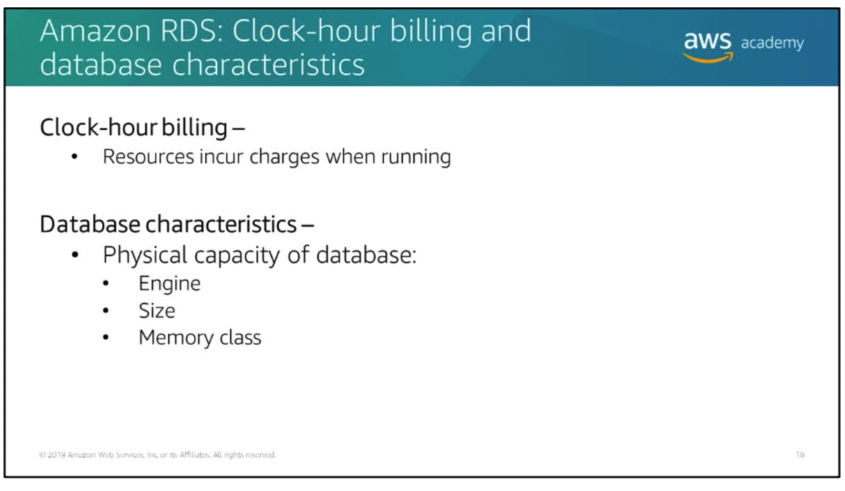 Amazon RDS: Clock-hour billing and
database characteristics
aws academy
Clock-hour billing –
• Resources incur charges when running
Database characteristics –
• Physical capacity of database:
• Engine
• Size
• Memory class
© 2019 Amazon Web Services, Inc. or its Affiliates. All rights reserved.
18